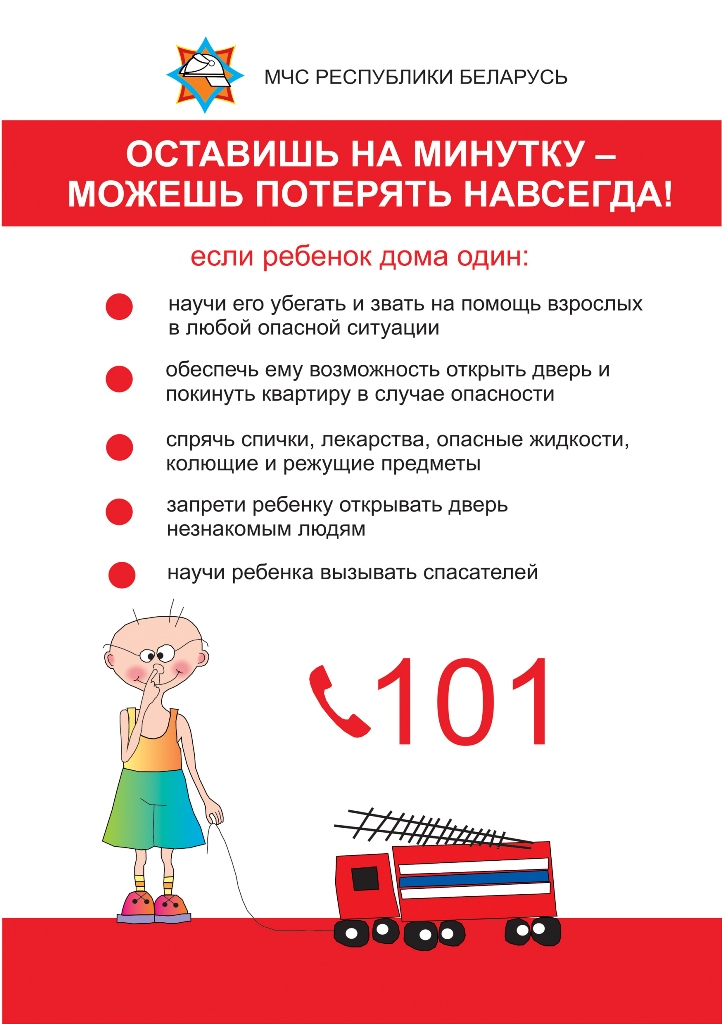 МЧС РЕСПУБЛИКИ БЕЛАРУСЬ
ОСТАВИШЬ НА МИНУТКУ –
МОЖЕШЬ ПОТЕРЯТЬ НАВСЕГДА!
если ребенок дома один:
научи его убегать и звать на помощь взрослых
в любой опасной ситуации
обеспечь ему возможность открыть дверь и
покинуть квартиру в случае опасности
спрячь спички, лекарства, опасные жидкости,
колющие и режущие предметы
запрети ребенку открывать дверь
незнакомым людям
научи ребенка вызывать спасателей
101